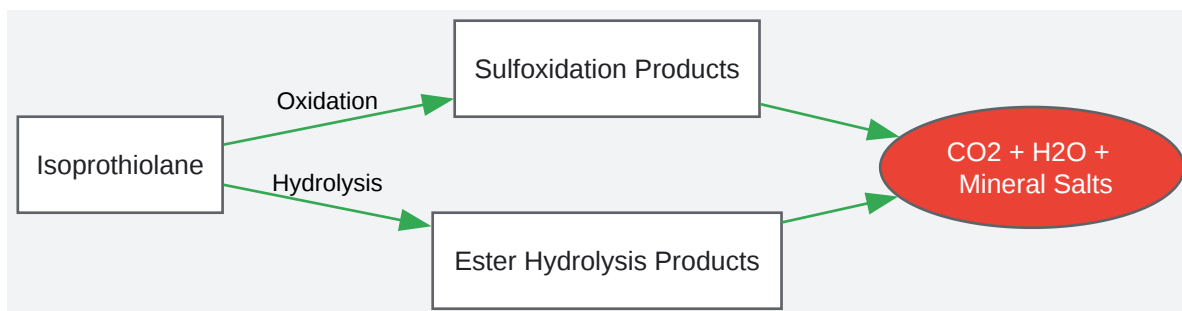 Isoprothiolane
Oxidation
Hydrolysis
Sulfoxidation Products
Ester Hydrolysis Products
CO2 + H2O +
Mineral Salts